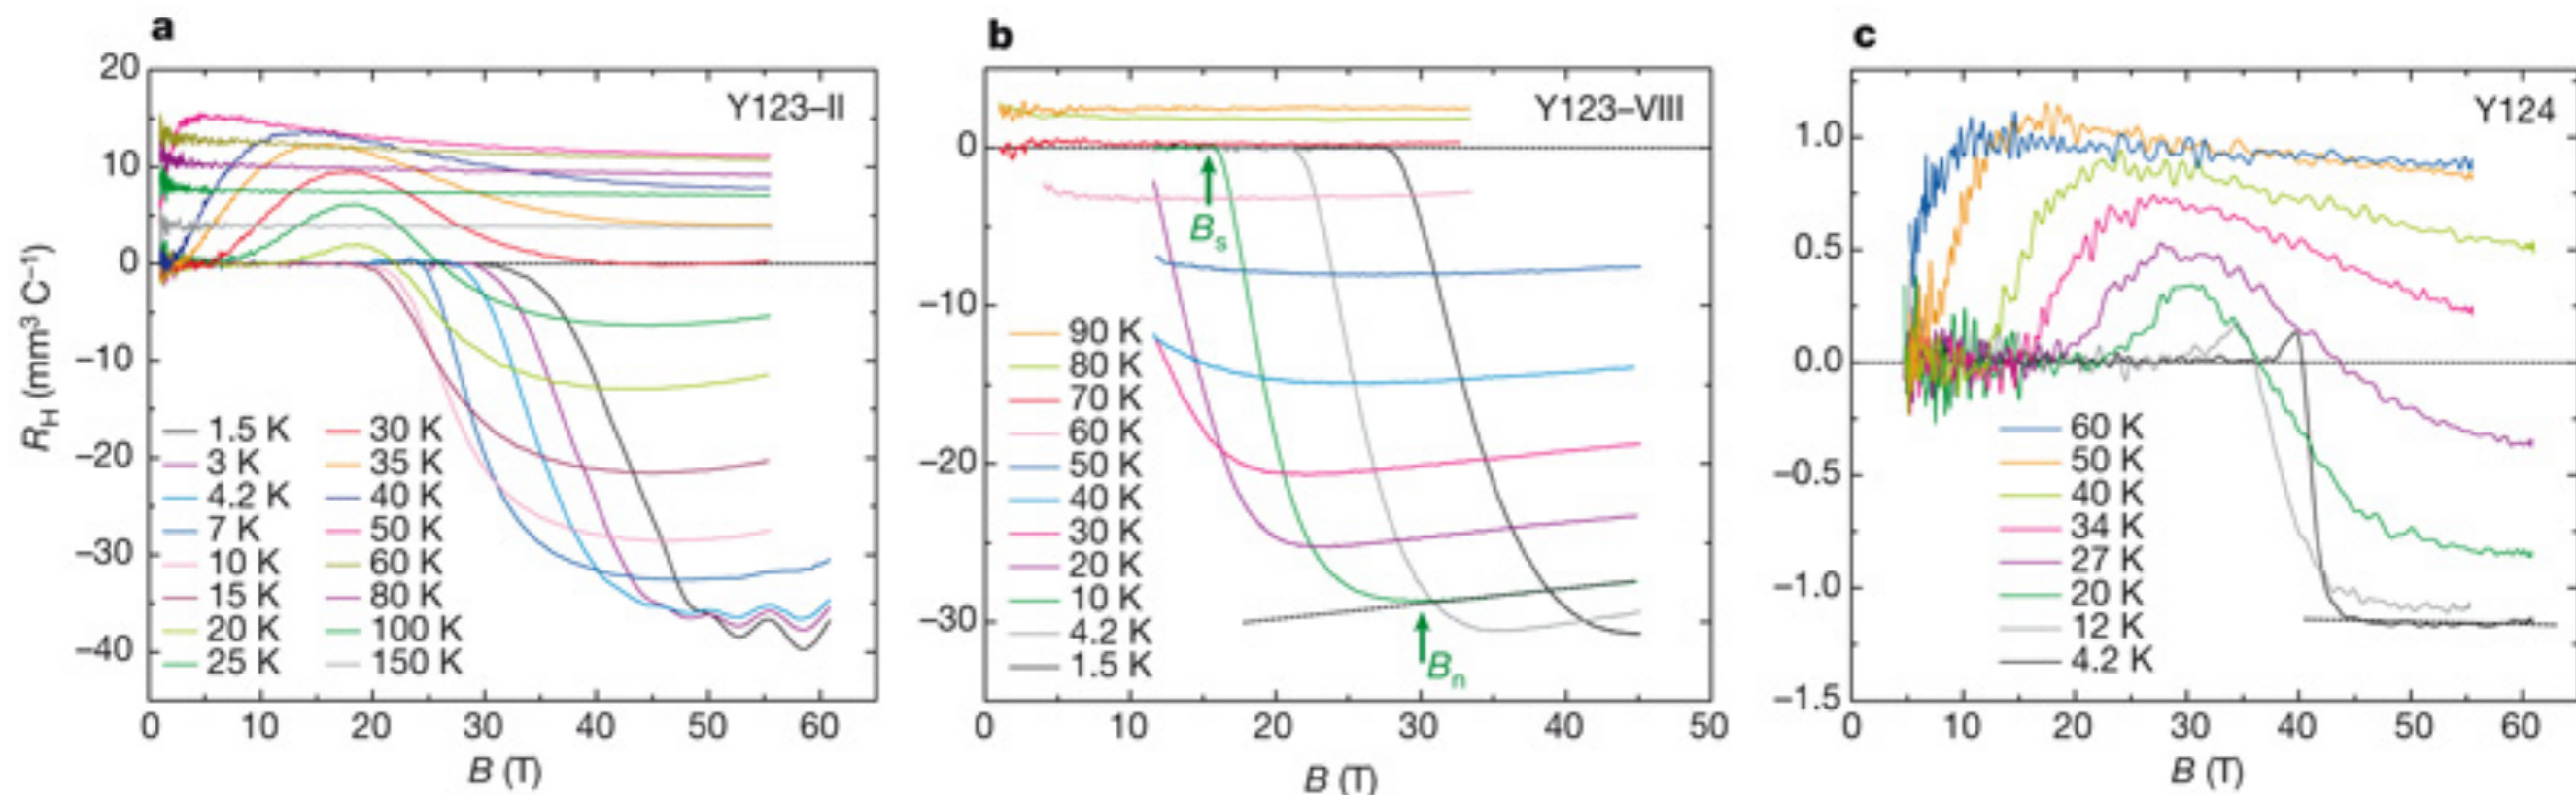 a
b
c
Y123–II
Y123–VIII
Y124
R_H (mm³ C⁻¹)
20
10
0
–10
–20
–30
–40
1.5 K
3 K
4.2 K
7 K
10 K
15 K
20 K
25 K
30 K
35 K
40 K
50 K
60 K
80 K
100 K
150 K
0 10 20 30 40 50 60
B (T)
0
–10
–20
–30
B_s
B_n
90 K
80 K
70 K
60 K
50 K
40 K
30 K
20 K
10 K
4.2 K
1.5 K
0 10 20 30 40 50
B (T)
1.0
0.5
0.0
–0.5
–1.0
–1.5
60 K
50 K
40 K
34 K
27 K
20 K
12 K
4.2 K
0 10 20 30 40 50 60
B (T)